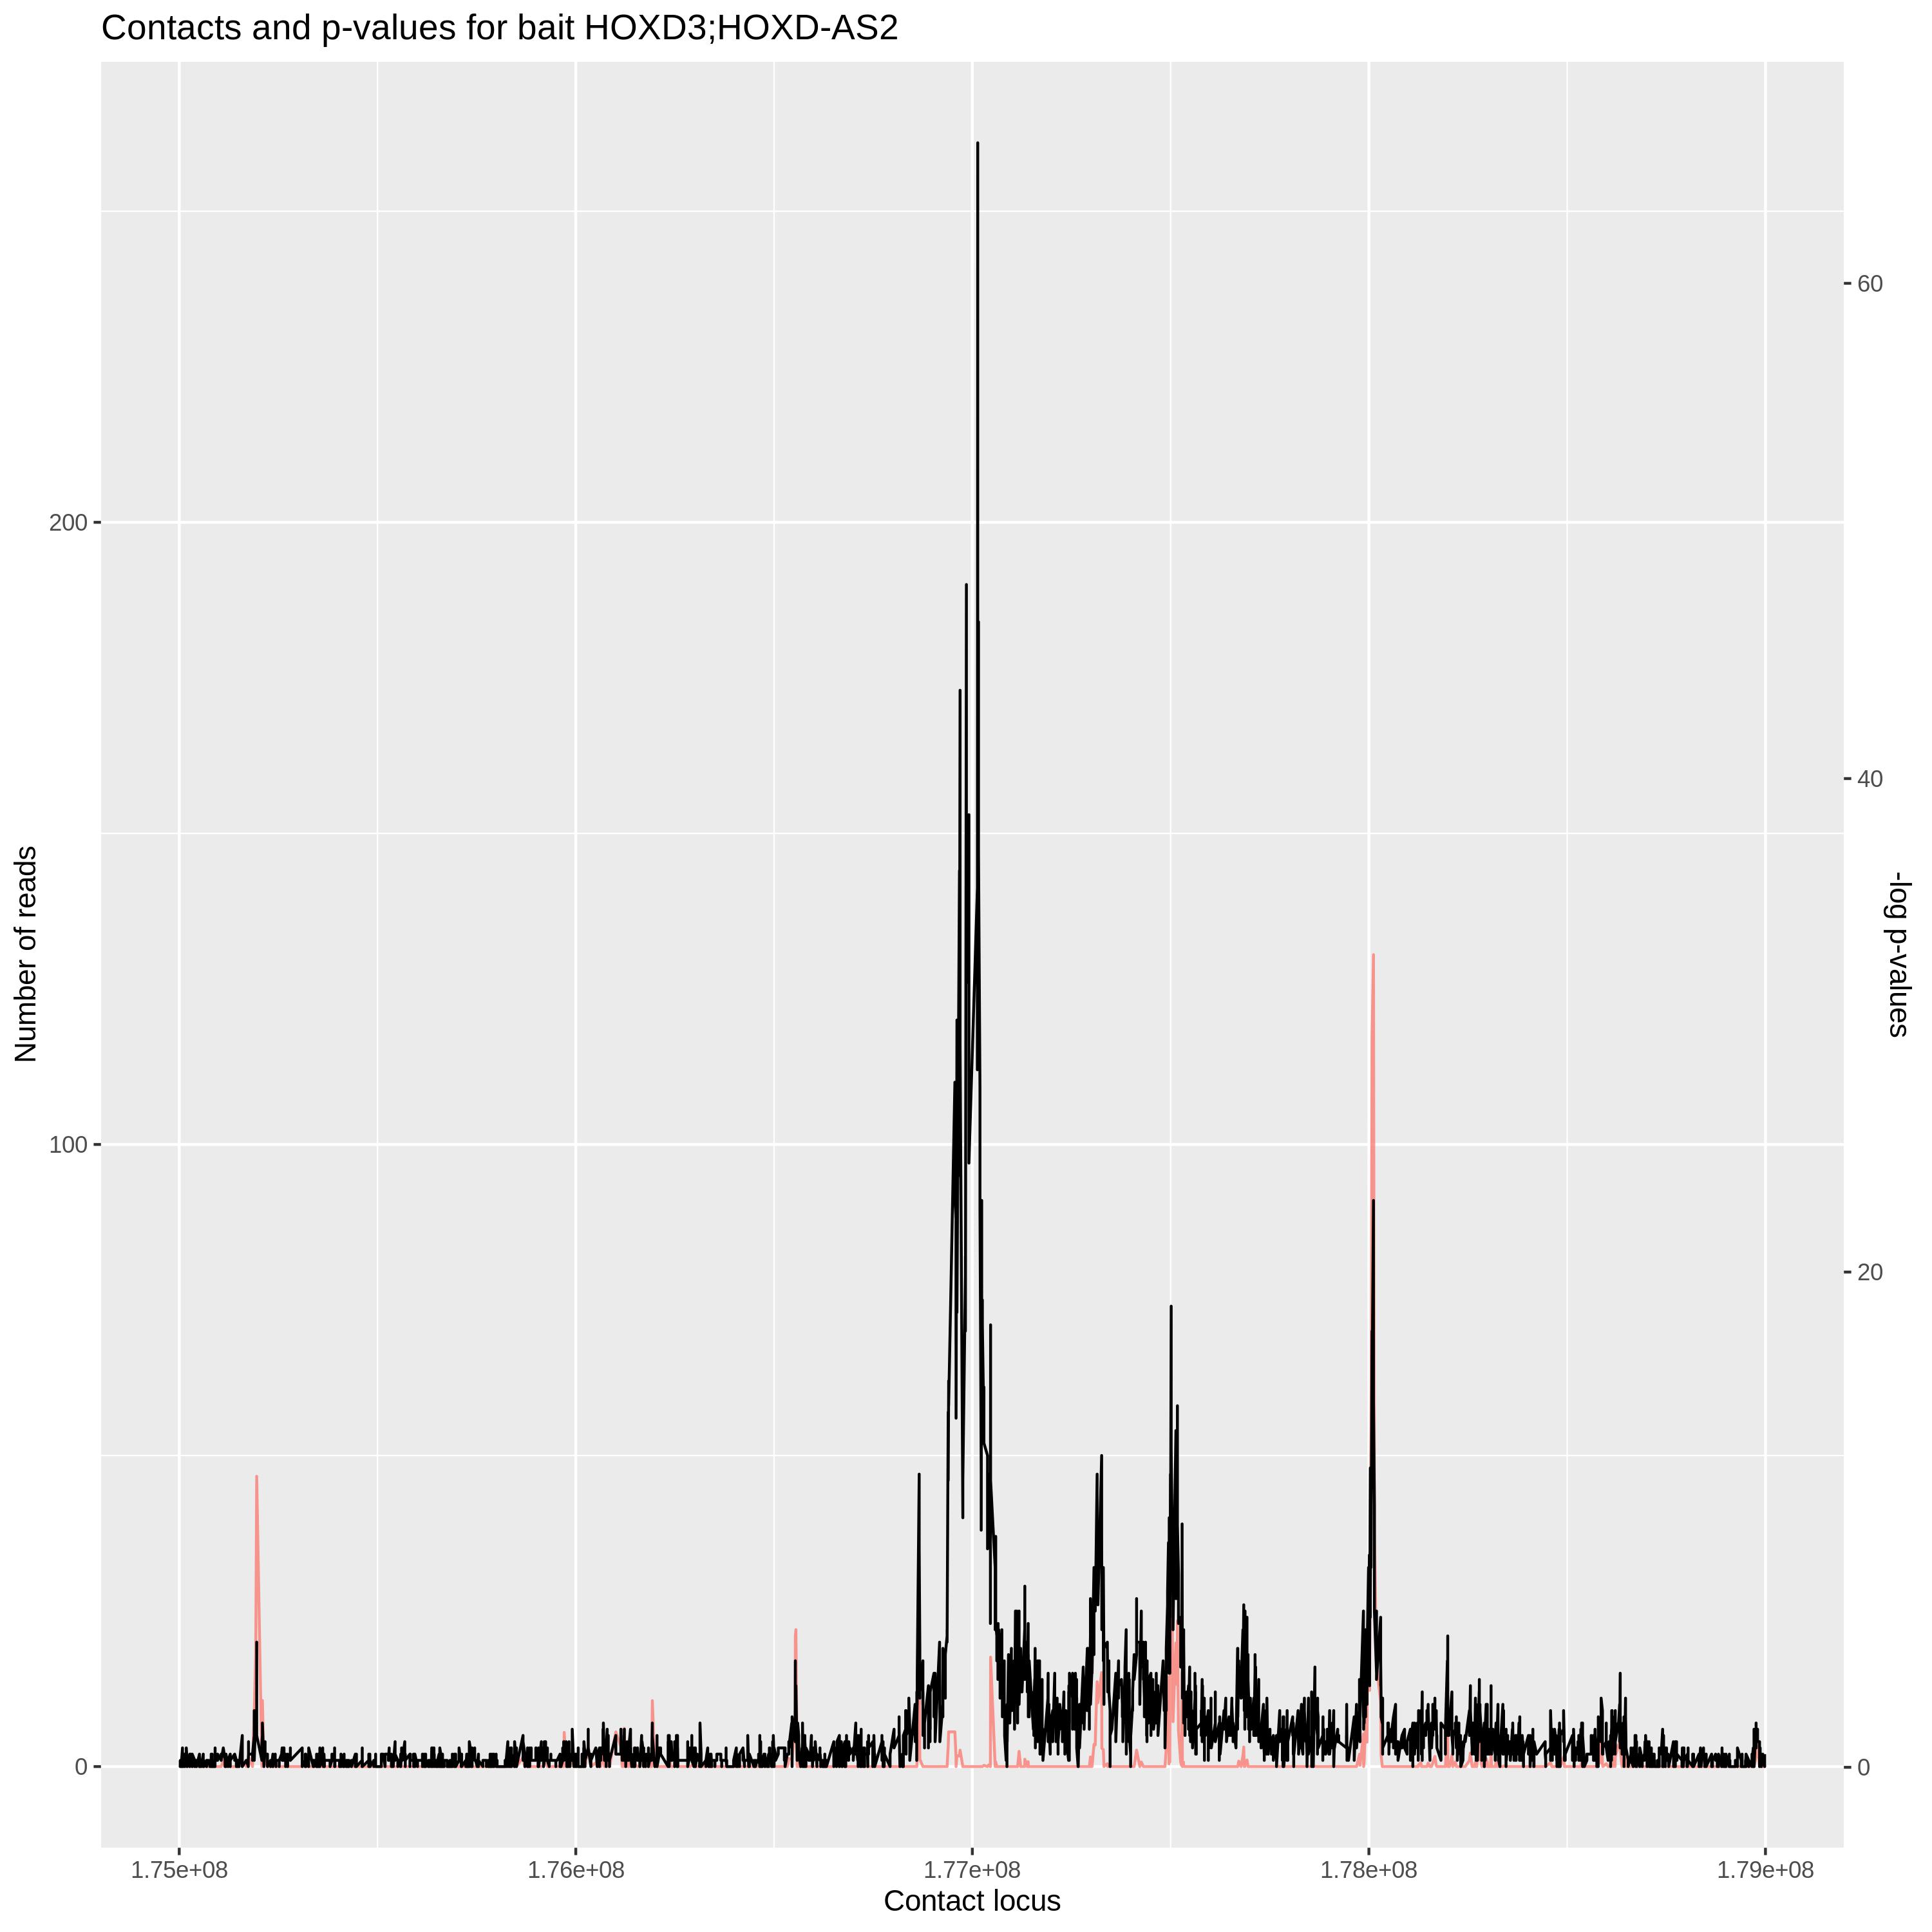 Contacts and p-values for bait HOXD3;HOXD-AS2
Number of reads
200
100
0
60
40
20
0
-log p-values
1.75e+08
1.76e+08
1.77e+08
1.78e+08
1.79e+08
Contact locus